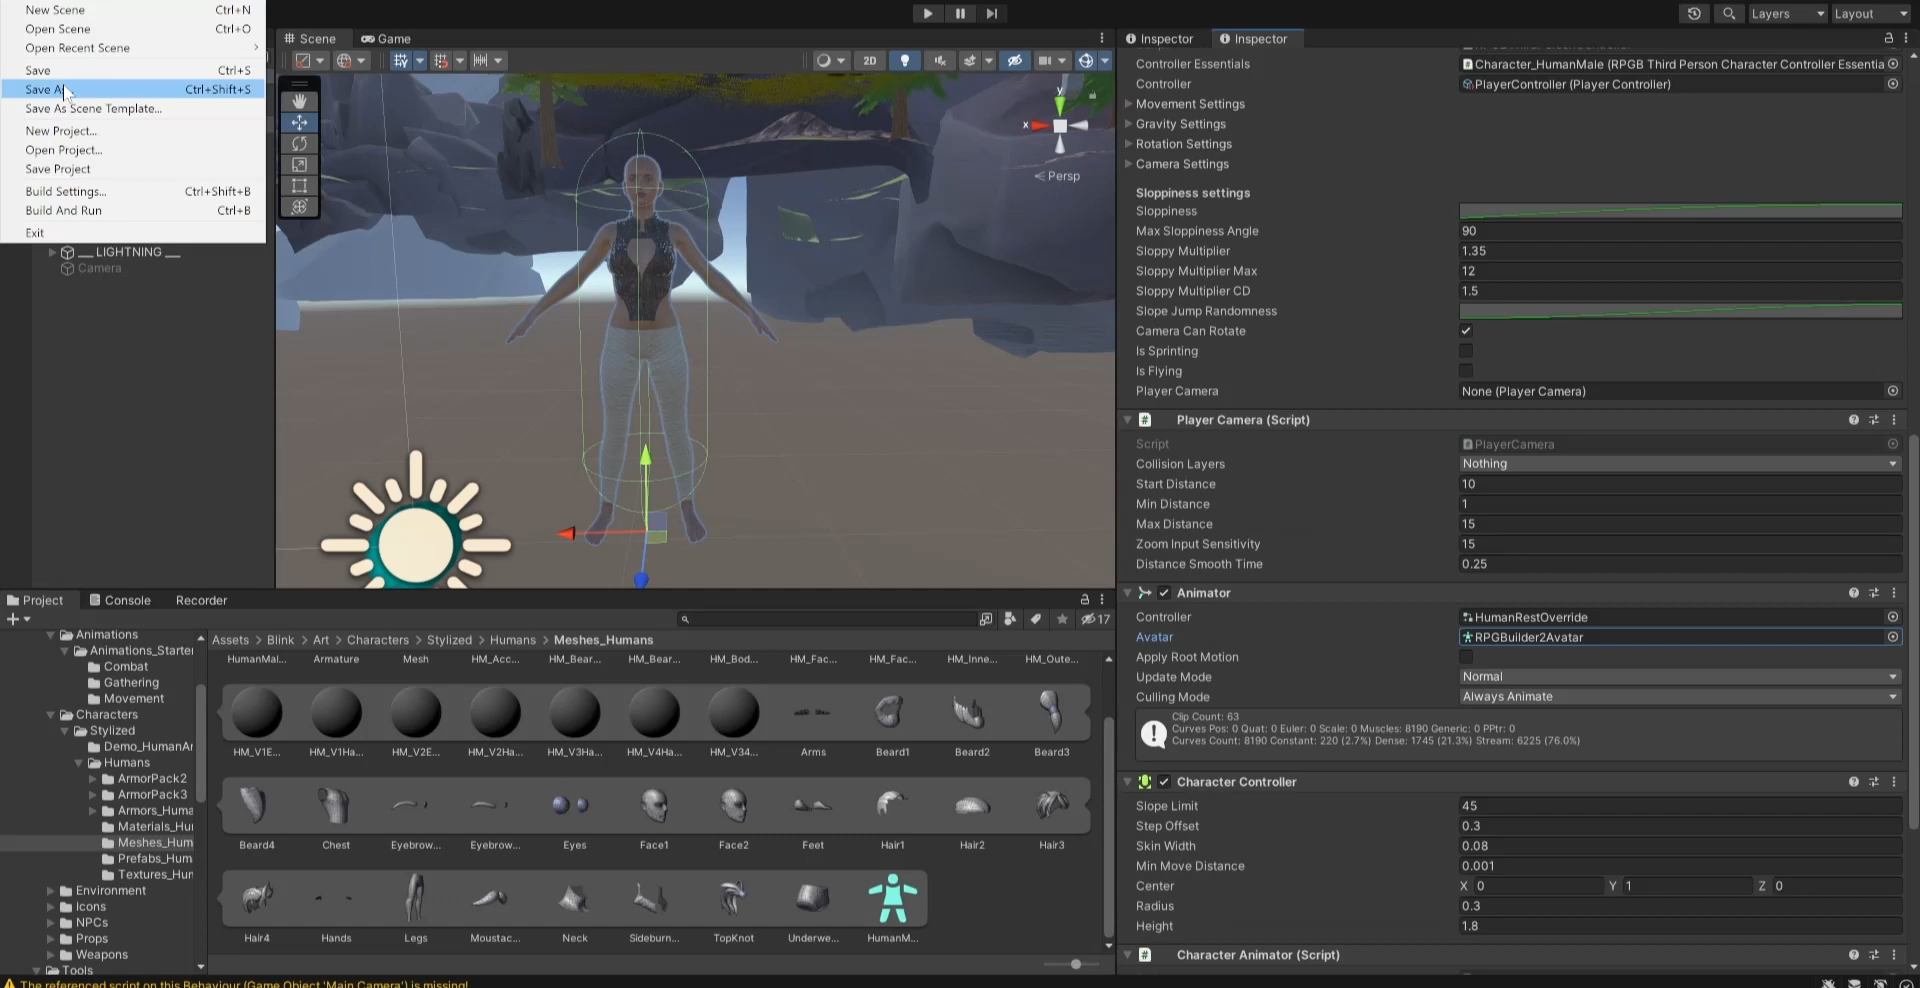 New Scene Ctrl+N
Open Scene Ctrl+O
Open Recent Scene >
Save Ctrl+S
Save A Ctrl+Shift+S
Save As Scene Template...
New Project...
Open Project...
Save Project
Build Settings... Ctrl+Shift+B
Build And Run Ctrl+B
Exit
__ LIGHTNING __
Camera
Layers
Layout
Scene
Game
2D
y
x
Persp
Inspector
Inspector
Controller Essentials Character_HumanMale (RPGB Third Person Character Controller Essentia
Controller PlayerController (Player Controller)
Movement Settings
Gravity Settings
Rotation Settings
Camera Settings
Sloppiness settings
Sloppiness
Max Sloppiness Angle 90
Sloppy Multiplier 1.35
Sloppy Multiplier Max 12
Sloppy Multiplier CD 1.5
Slope Jump Randomness
Camera Can Rotate
Is Sprinting
Is Flying
Player Camera None (Player Camera)
Player Camera (Script)
Script PlayerCamera
Collision Layers Nothing
Start Distance 10
Min Distance 1
Max Distance 15
Zoom Input Sensitivity 15
Distance Smooth Time 0.25
Animator
Controller HumanRestOverride
Avatar RPGBuilder2Avatar
Apply Root Motion
Update Mode Normal
Culling Mode Always Animate
Clip Count: 63
Curves Pos: 0 Quat: 0 Euler: 0 Scale: 0 Muscles: 8190 Generic: 0 PPtr: 0
Curves Count: 8190 Constant: 220 (2.7%) Dense: 1745 (21.3%) Stream: 6225 (76.0%)
Character Controller
Slope Limit 45
Step Offset 0.3
Skin Width 0.08
Min Move Distance 0.001
Center X 0 Y 1 Z 0
Radius 0.3
Height 1.8
Character Animator (Script)
Project
Console
Recorder
17
Animations
Animations_Starter
Combat
Gathering
Movement
Characters
Stylized
Demo_HumanAr
Humans
ArmorPack2
ArmorPack3
Armors_Huma
Materials_Hu
Meshes_Hum
Prefabs_Hum
Textures_Hu
Environment
Icons
NPCs
Props
Weapons
Tools
Assets > Blink > Art > Characters > Stylized > Humans > Meshes_Humans
HumanMal... Armature Mesh HM_Acc... HM_Bear... HM_Bear... HM_Bod... HM_Fac... HM_Fac... HM_Inne... HM_Oute...
HM_V1E... HM_V1Ha... HM_V2E... HM_V2Ha... HM_V3Ha... HM_V4Ha... HM_V34... Arms Beard1 Beard2 Beard3
Beard4 Chest Eyebrow... Eyebrow... Eyes Face1 Face2 Feet Hair1 Hair2 Hair3
Hair4 Hands Legs Moustac... Neck Sideburn... TopKnot Underwe... HumanM...
The referenced script on this Behaviour (Game Object 'Main Camera') is missing!